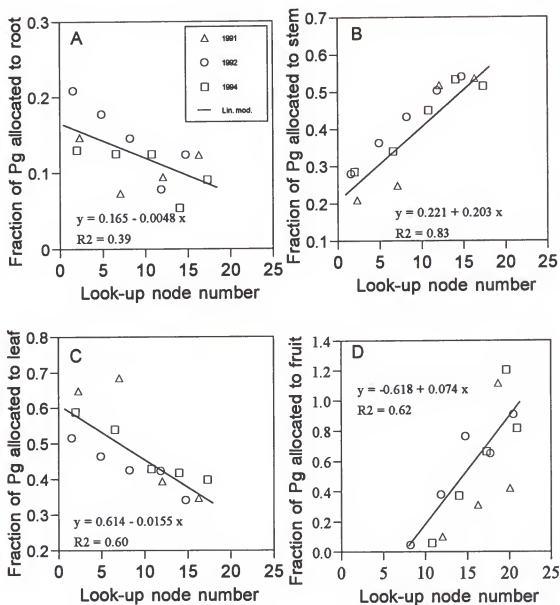 Fraction of Pg allocated to root
0.3
0.2
0.1
0
A
1991
1992
1994
Lin. mod.
y = 0.165 - 0.0048 x
R2 = 0.39
0 5 10 15 20 25
Look-up node number
Fraction of Pg allocated to stem
0.7
0.6
0.5
0.4
0.3
0.2
0.1
B
y = 0.221 + 0.203 x
R2 = 0.83
0 5 10 15 20 25
Look-up node number
Fraction of Pg allocated to leaf
0.8
0.7
0.6
0.5
0.4
0.3
0.2
C
y = 0.614 - 0.0155 x
R2 = 0.60
0 5 10 15 20 25
Look-up node number
Fraction of Pg allocated to fruit
1.4
1.2
1.0
0.8
0.6
0.4
0.2
0.0
D
y = -0.618 + 0.074 x
R2 = 0.62
0 5 10 15 20 25
Look-up node number